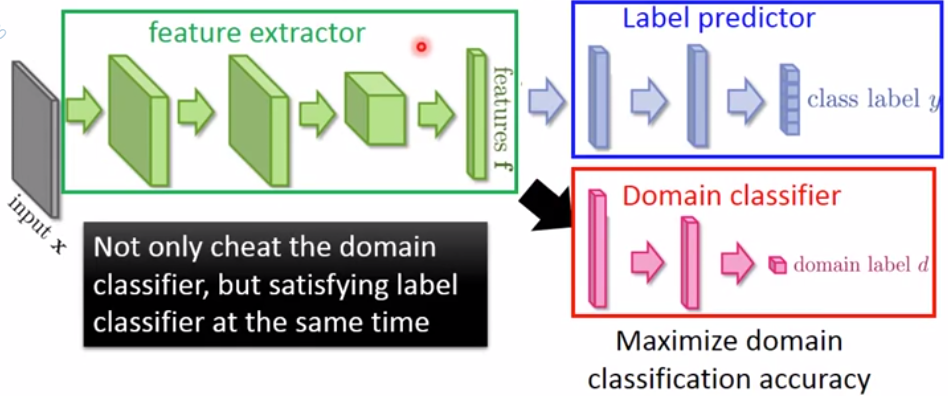 feature extractor
input x
features f
Label predictor
class label y
Domain classifier
domain label d
Not only cheat the domain
classifier, but satisfying label
classifier at the same time
Maximize domain
classification accuracy